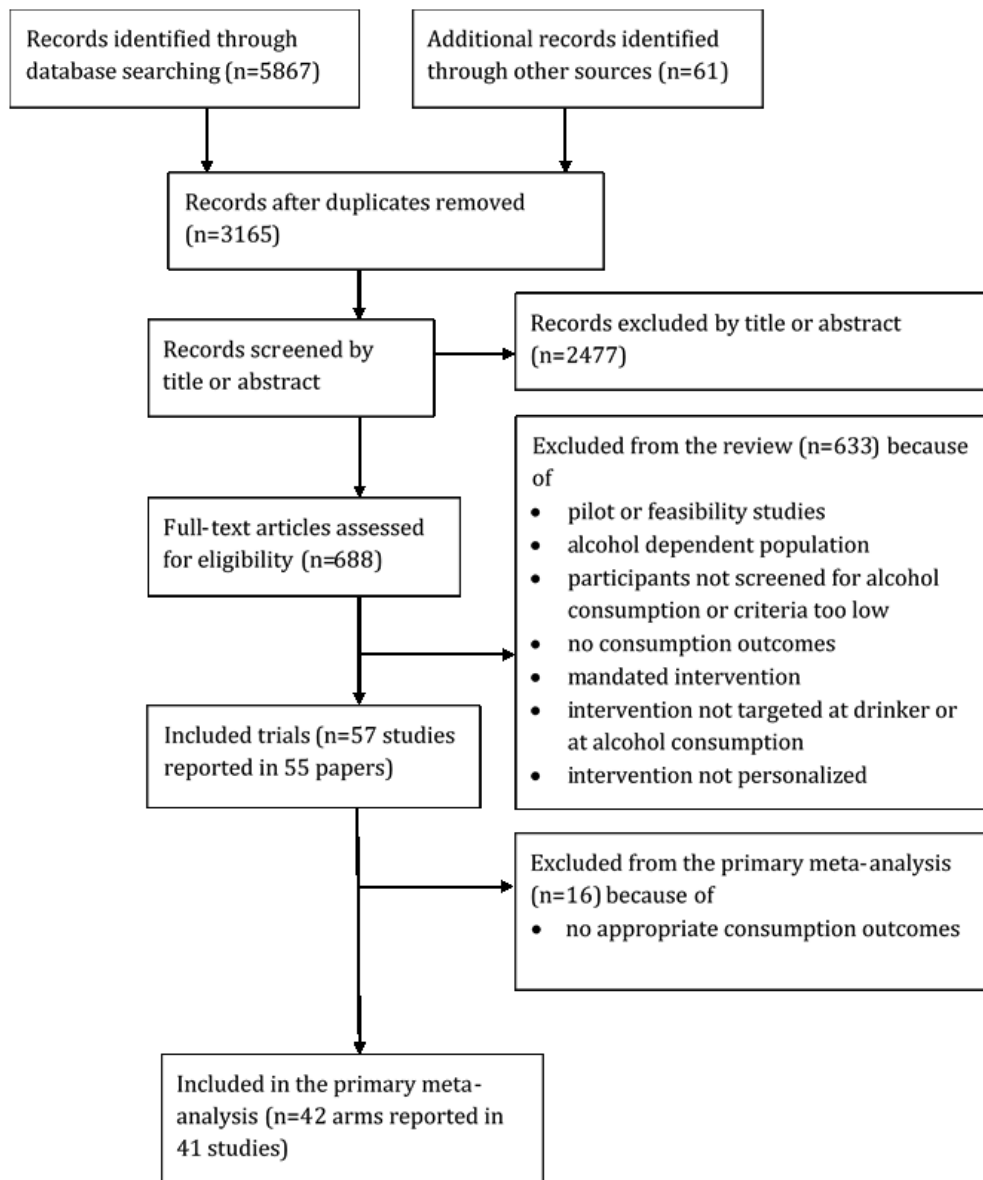 Records identified through
database searching (n=5867)
Additional records identified
through other sources (n=61)
Records after duplicates removed
(n=3165)
Records screened by
title or abstract
Records excluded by title or abstract
(n=2477)
Full-text articles assessed
for eligibility (n=688)
Excluded from the review (n=633) because
of
• pilot or feasibility studies
• alcohol dependent population
• participants not screened for alcohol
consumption or criteria too low
• no consumption outcomes
• mandated intervention
• intervention not targeted at drinker or
at alcohol consumption
• intervention not personalized
Included trials (n=57 studies
reported in 55 papers)
Excluded from the primary meta-analysis
(n=16) because of
• no appropriate consumption outcomes
Included in the primary meta-
analysis (n=42 arms reported in
41 studies)